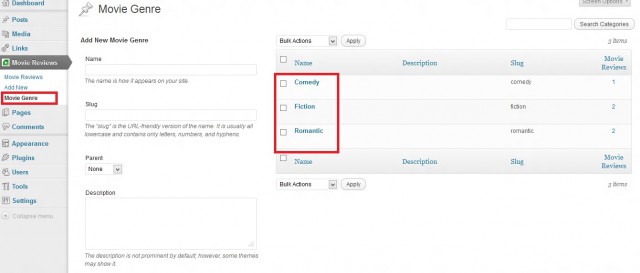 Dashboard
Posts
Media
Links
Movie Reviews
Movie Reviews
Add New
Movie Genre
Pages
Comments
Appearance
Plugins
Users
Tools
Settings
Collapse menu
Screen Options
Movie Genre
Search Categories
Add New Movie Genre
Name
The name is how it appears on your site.
Slug
The "slug" is the URL-friendly version of the name. It is usually all
lowercase and contains only letters, numbers, and hyphens.
Parent
None
Description
The description is not prominent by default; however, some themes
may show it.
Bulk Actions Apply 3 items
Name Description Slug Movie
Reviews
Comedy comedy 1
Fiction fiction 2
Romantic romantic 2
Name Description Slug Movie
Reviews
Bulk Actions Apply 3 items